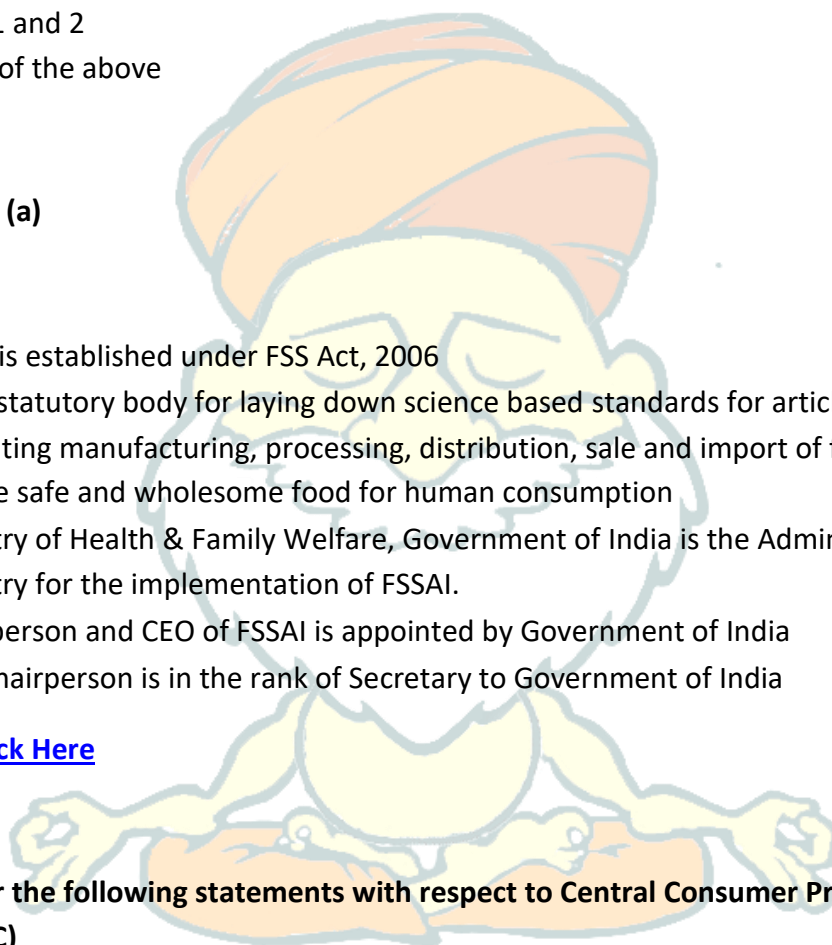 1 and 2
of the above
(a)
is established under FSS Act, 2006
statutory body for laying down science based standards for artic
ting manufacturing, processing, distribution, sale and import of f
e safe and wholesome food for human consumption
try of Health & Family Welfare, Government of India is the Admin
try for the implementation of FSSAI.
person and CEO of FSSAI is appointed by Government of India
hairperson is in the rank of Secretary to Government of India
ck Here
r the following statements with respect to Central Consumer Pr
C)